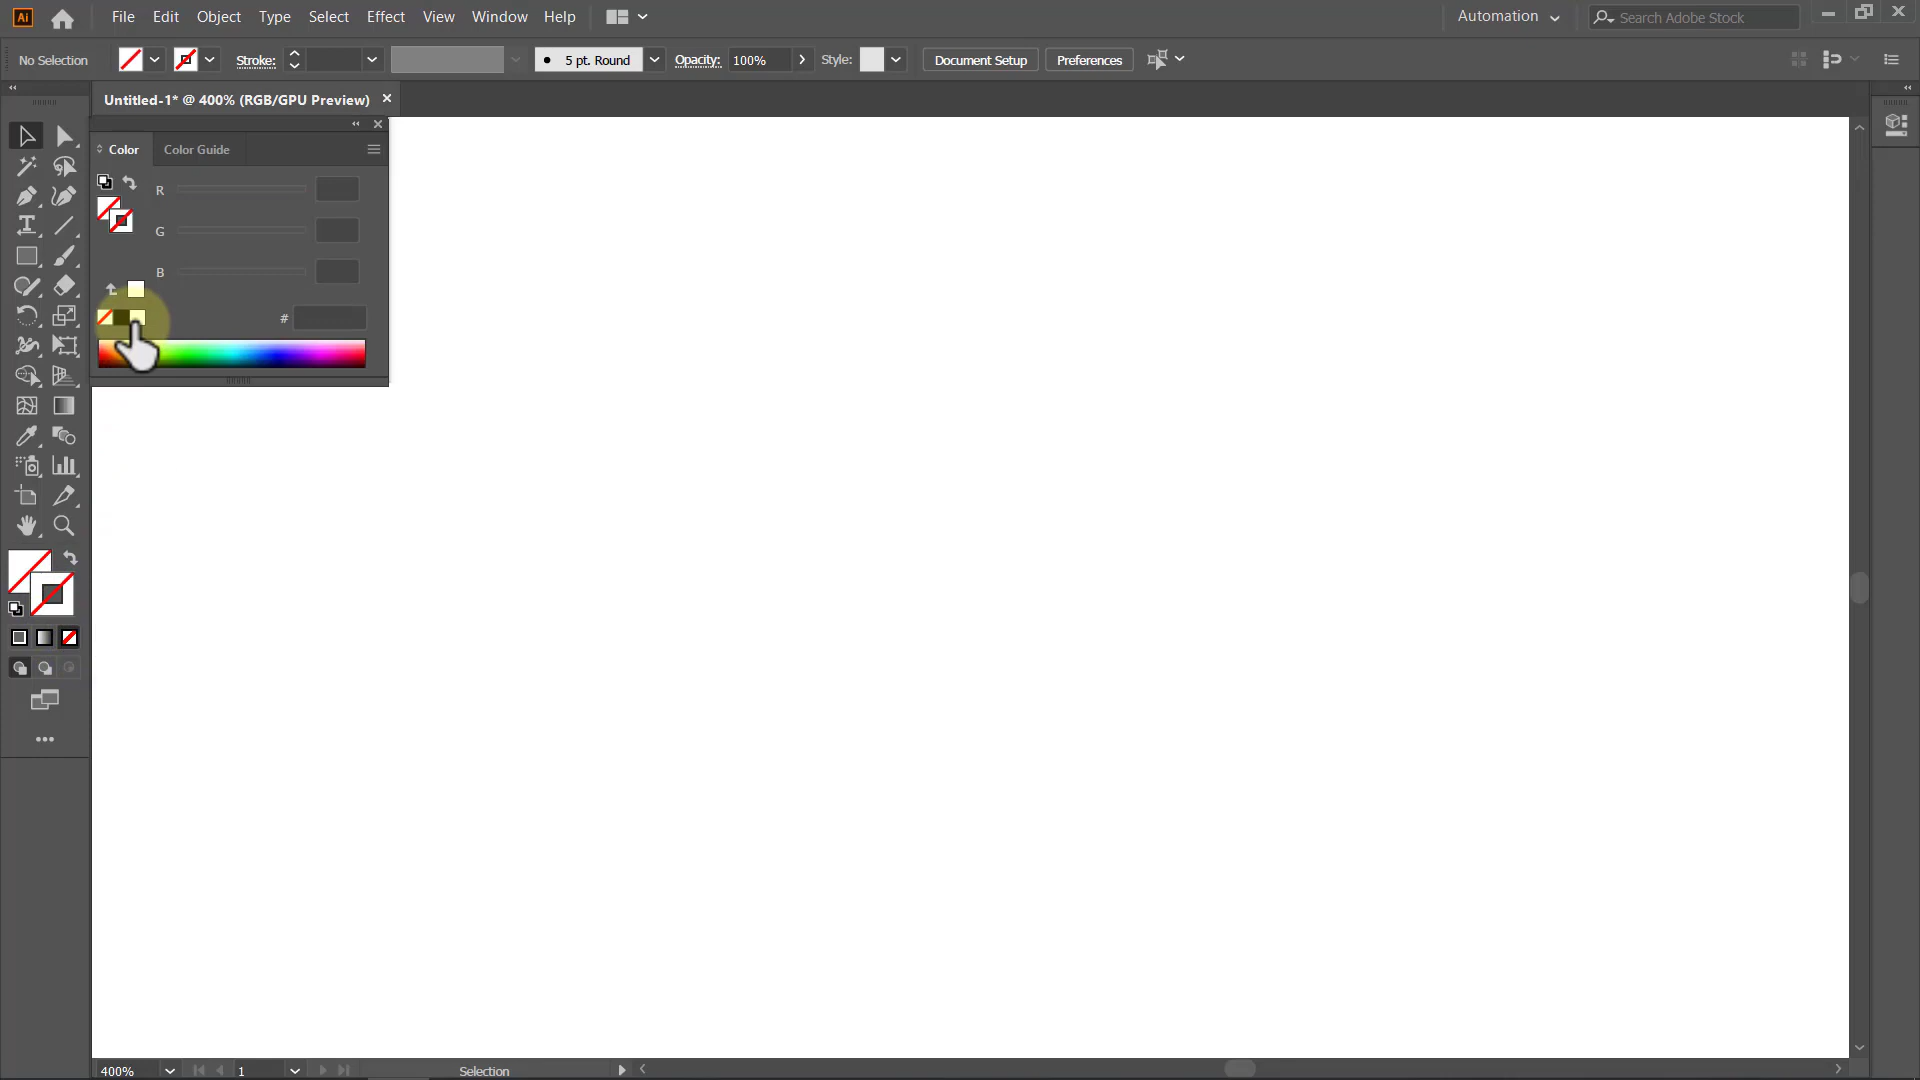 Ai File Edit Object Type Select Effect View Window Help Automation Search Adobe Stock
No Selection Stroke: 5 pt. Round Opacity: 100% Style: Document Setup Preferences
Untitled-1* @ 400% (RGB/GPU Preview)
Color Color Guide
R
G
B
#
400% 1 Selection